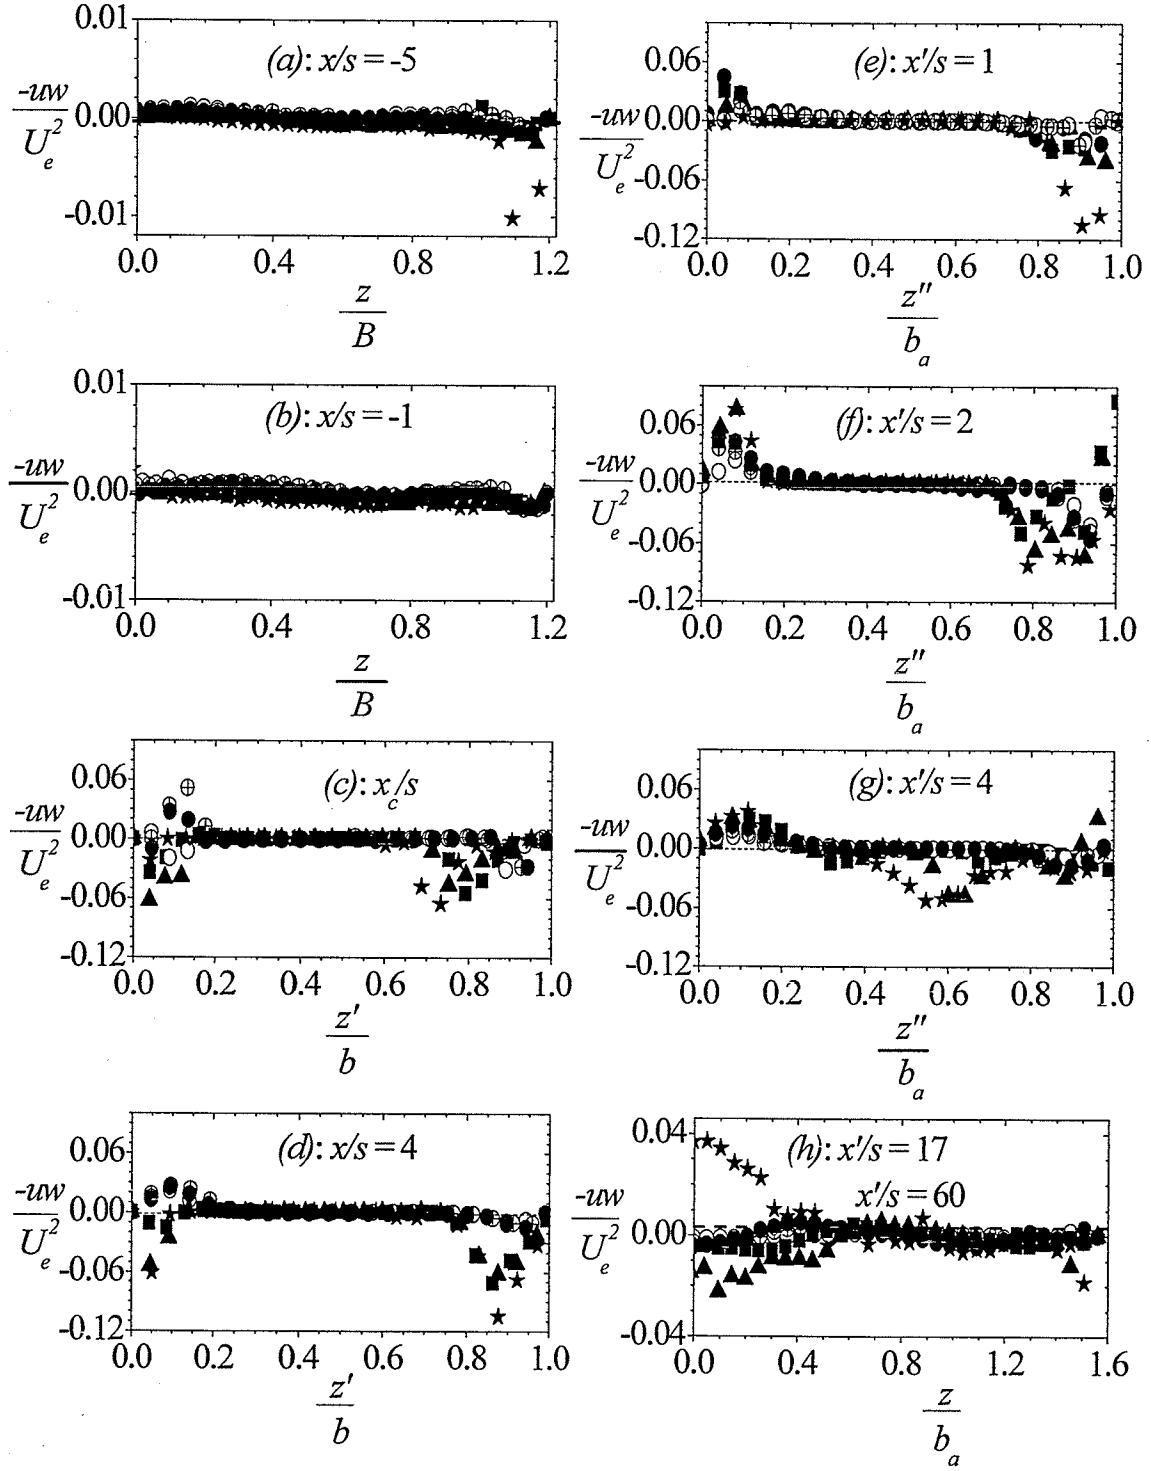 0.01
(a): x/s = -5
-uw
0.00
U_e^2
-0.01
0.0 0.4 0.8 1.2
z
B
0.01
(b): x/s = -1
-uw
0.00
U_e^2
-0.01
0.0 0.4 0.8 1.2
z
B
0.06
(c): x_c/s
-uw
0.00
U_e^2
-0.06
-0.12
0.0 0.2 0.4 0.6 0.8 1.0
z'
b
0.06
(d): x/s = 4
-uw
0.00
U_e^2
-0.06
-0.12
0.0 0.2 0.4 0.6 0.8 1.0
z'
b
0.06
(e): x'/s = 1
-uw
0.00
U_e^2
-0.06
-0.12
0.0 0.2 0.4 0.6 0.8 1.0
z''
b_a
0.06
(f): x'/s = 2
-uw
0.00
U_e^2
-0.06
-0.12
0.0 0.2 0.4 0.6 0.8 1.0
z''
b_a
0.06
(g): x'/s = 4
-uw
0.00
U_e^2
-0.06
-0.12
0.0 0.2 0.4 0.6 0.8 1.0
z''
b_a
0.04
(h): x'/s = 17
x'/s = 60
-uw
0.00
U_e^2
-0.04
0.0 0.4 0.8 1.2 1.6
z
b_a